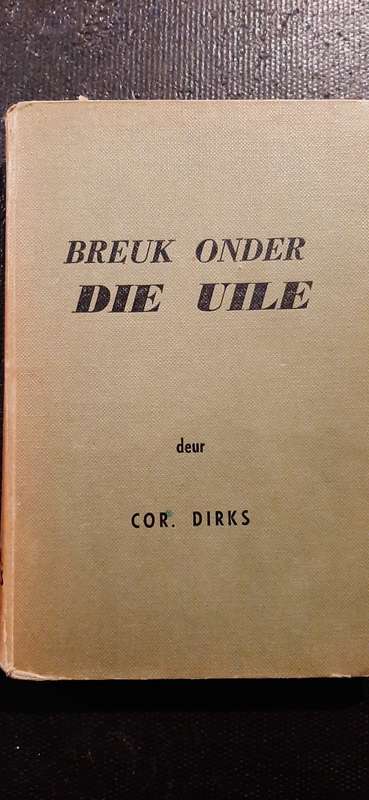 BREUK ONDER
DIE UILE
deur
COR. DIRKS